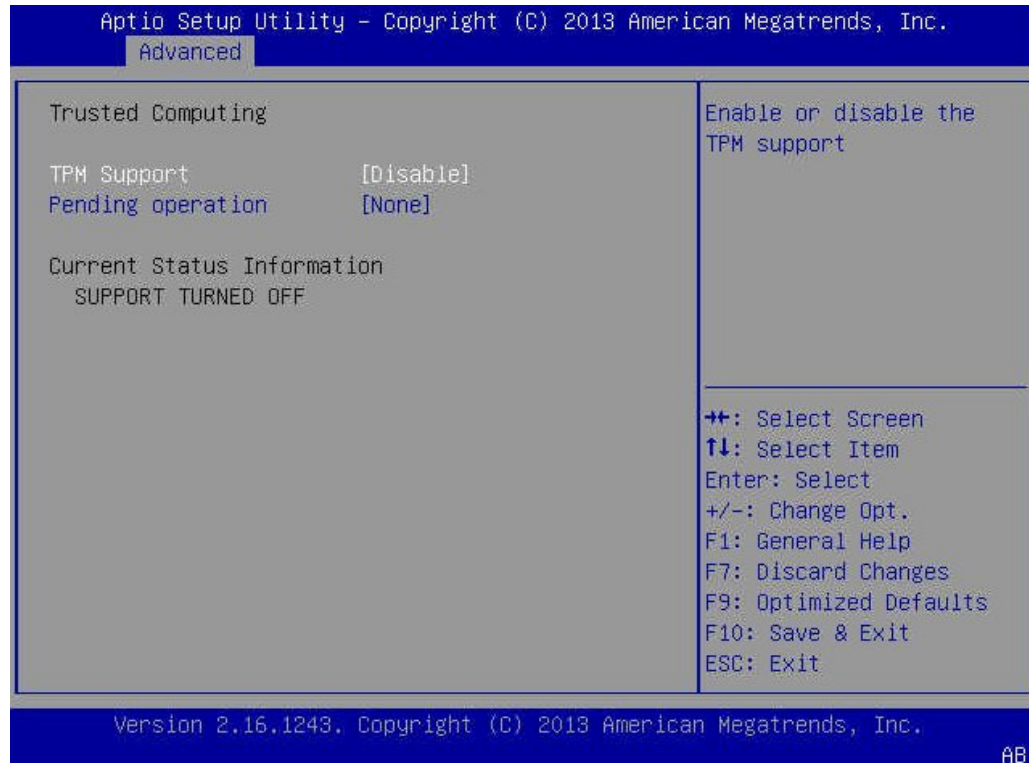 Aptio Setup Utility – Copyright (C) 2013 American Megatrends, Inc.
Advanced
Trusted Computing
TPM Support [Disable]
Pending operation [None]
Current Status Information
SUPPORT TURNED OFF
Enable or disable the
TPM support
→←: Select Screen
↑↓: Select Item
Enter: Select
+/-: Change Opt.
F1: General Help
F7: Discard Changes
F9: Optimized Defaults
F10: Save & Exit
ESC: Exit
Version 2.16.1243. Copyright (C) 2013 American Megatrends, Inc.
AB